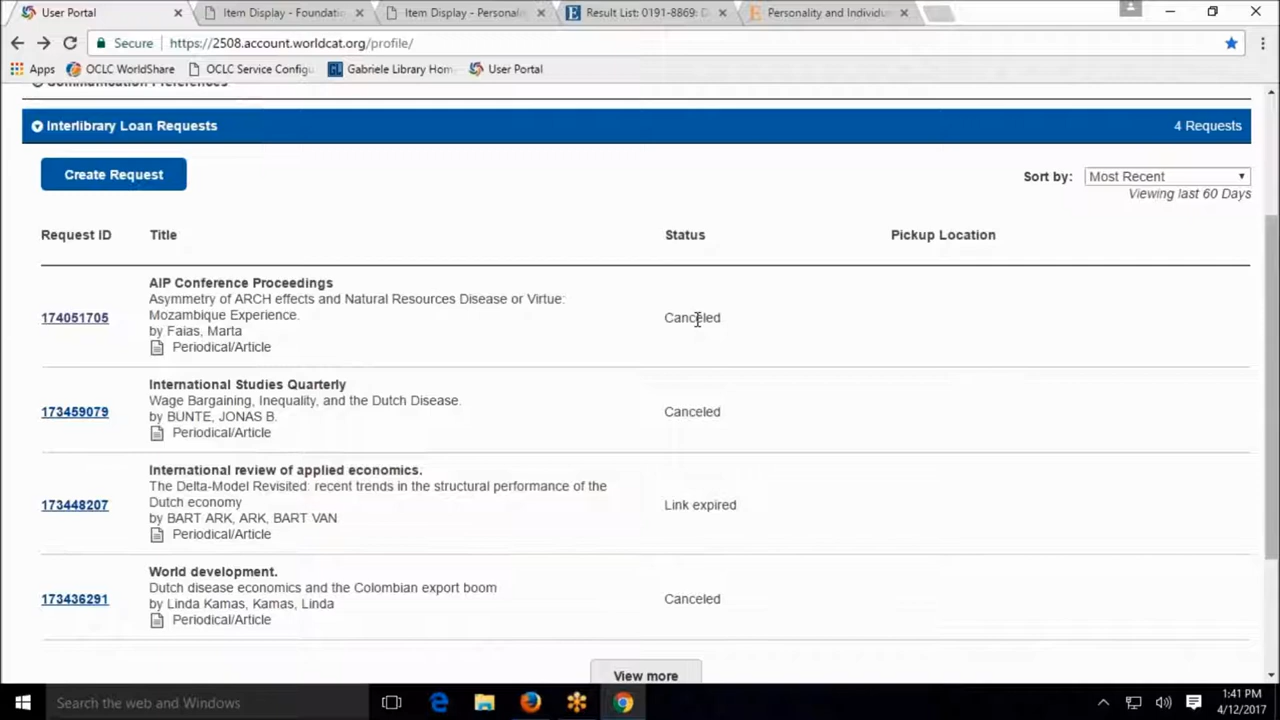 User Portal
Item Display - Foundatio
Item Display - Personali
Result List: 0191-8869: D
Personality and Individu
Secure
https://2508.account.worldcat.org/profile/
Apps
OCLC WorldShare
OCLC Service Configu
Gabriele Library Hom
User Portal
Communication Preferences
Interlibrary Loan Requests
4 Requests
Create Request
Sort by:
Most Recent
Viewing last 60 Days
Request ID
Title
Status
Pickup Location
174051705
AIP Conference Proceedings
Asymmetry of ARCH effects and Natural Resources Disease or Virtue:
Mozambique Experience.
by Faias, Marta
Periodical/Article
Canceled
173459079
International Studies Quarterly
Wage Bargaining, Inequality, and the Dutch Disease.
by BUNTE, JONAS B.
Periodical/Article
Canceled
173448207
International review of applied economics.
The Delta-Model Revisited: recent trends in the structural performance of the
Dutch economy
by BART ARK, ARK, BART VAN
Periodical/Article
Link expired
173436291
World development.
Dutch disease economics and the Colombian export boom
by Linda Kamas, Kamas, Linda
Periodical/Article
Canceled
View more
Search the web and Windows
1:41 PM
4/12/2017